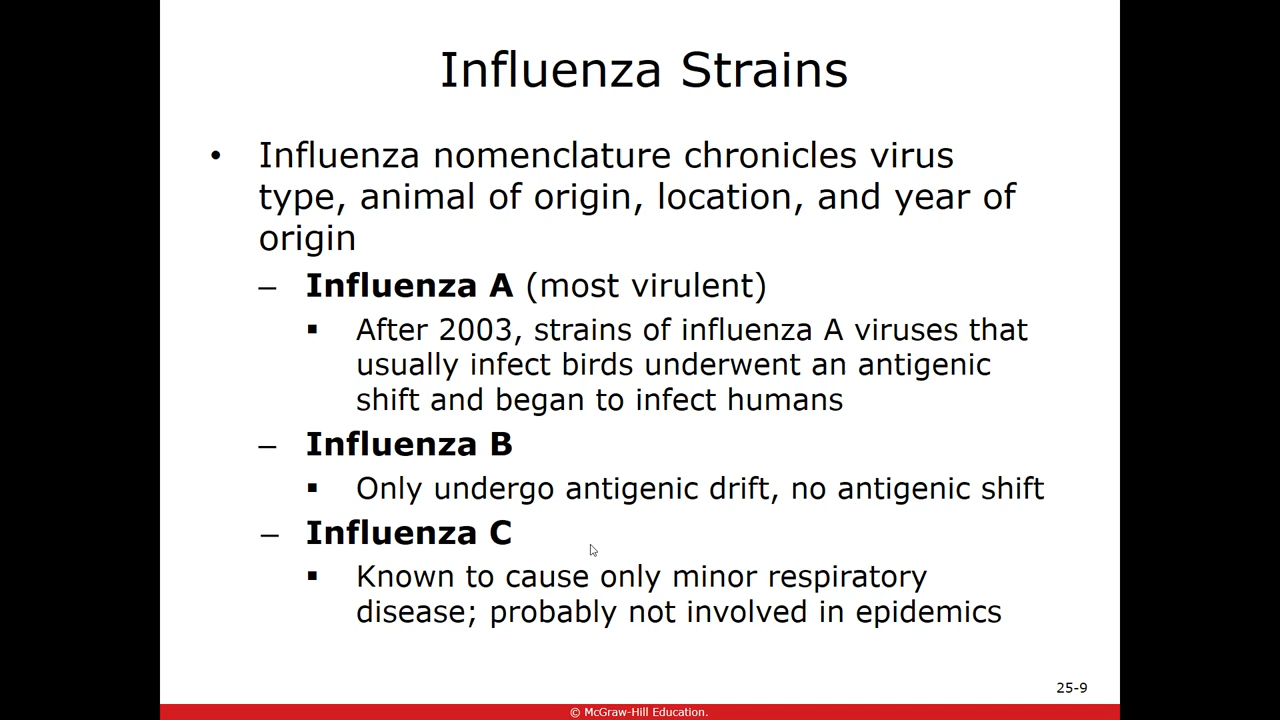 Influenza Strains
• Influenza nomenclature chronicles virus
type, animal of origin, location, and year of
origin
– Influenza A (most virulent)
▪ After 2003, strains of influenza A viruses that
usually infect birds underwent an antigenic
shift and began to infect humans
– Influenza B
▪ Only undergo antigenic drift, no antigenic shift
– Influenza C
▪ Known to cause only minor respiratory
disease; probably not involved in epidemics
25-9
© McGraw-Hill Education.